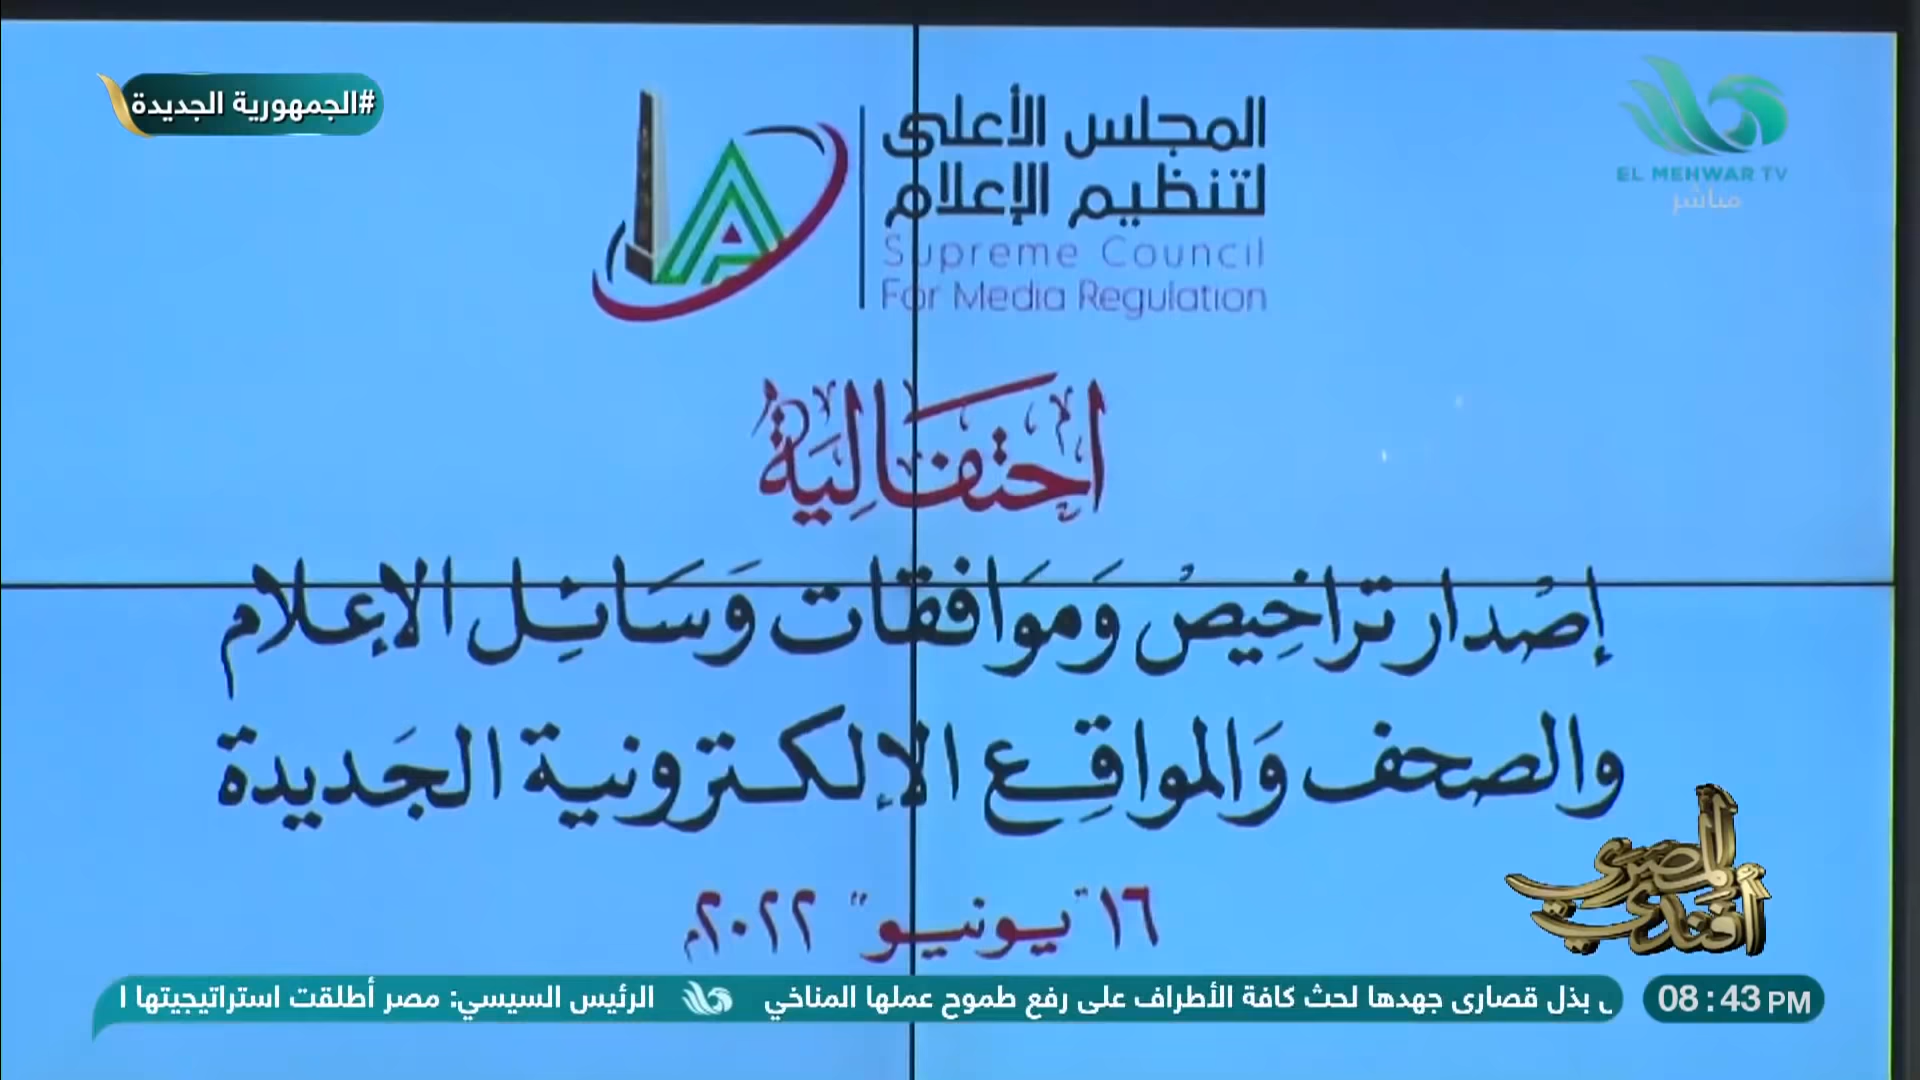 #الجمهورية الجديدة
EL MEHWAR TV
مباشر
المجلس الأعلى
لتنظيم الإعلام
Supreme Council
For Media Regulation
احتفالية
إصدار تراخيص وموافقات وسائل الإعلام
والصحف والمواقع الإلكترونية الجديدة
١٦ "يونيو" ٢٠٢٢م
المصري
أفندي
بذل قصارى جهدها لحث كافة الأطراف على رفع طموح عملها المناخي
الرئيس السيسي: مصر أطلقت استراتيجيتها ا
08:43 PM